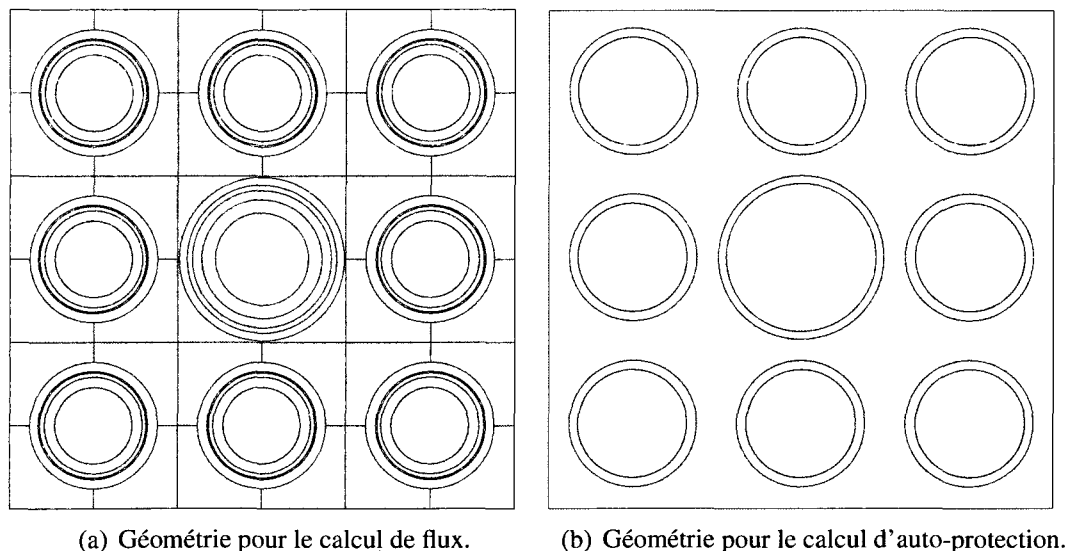 (a) Géométrie pour le calcul de flux.
(b) Géométrie pour le calcul d'auto-protection.